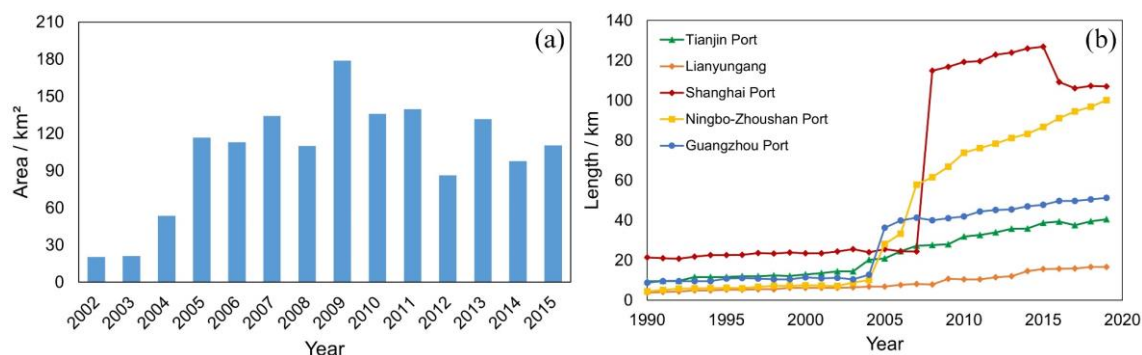 (a)
Area / km²
210
180
150
120
90
60
30
0
2002
2003
2004
2005
2006
2007
2008
2009
2010
2011
2012
2013
2014
2015
Year
(b)
Length / km
140
120
100
80
60
40
20
0
Tianjin Port
Lianyungang
Shanghai Port
Ningbo-Zhoushan Port
Guangzhou Port
1990 1995 2000 2005 2010 2015 2020
Year